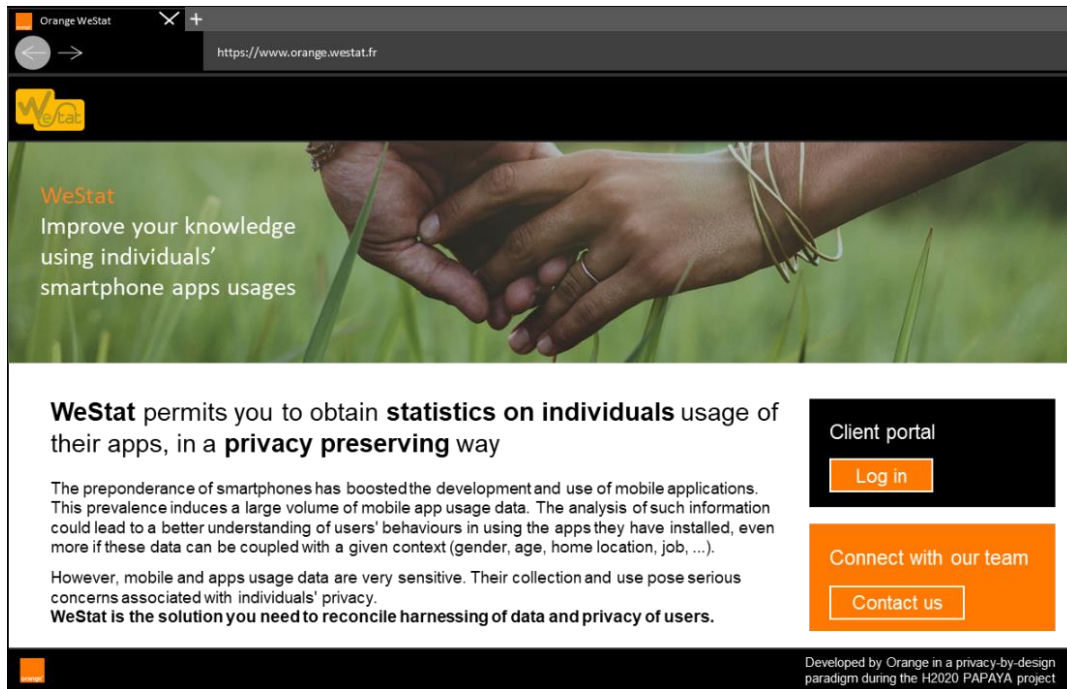 Orange WeStat
https://www.orange.westat.fr
WeStat
WeStat
Improve your knowledge
using individuals'
smartphone apps usages
WeStat permits you to obtain statistics on individuals usage of
their apps, in a privacy preserving way
The preponderance of smartphones has boosted the development and use of mobile applications.
This prevalence induces a large volume of mobile app usage data. The analysis of such information
could lead to a better understanding of users' behaviours in using the apps they have installed, even
more if these data can be coupled with a given context (gender, age, home location, job, ...).
However, mobile and apps usage data are very sensitive. Their collection and use pose serious
concerns associated with individuals' privacy.
WeStat is the solution you need to reconcile harnessing of data and privacy of users.
Client portal
Log in
Connect with our team
Contact us
orange
Developed by Orange in a privacy-by-design
paradigm during the H2020 PAPAYA project